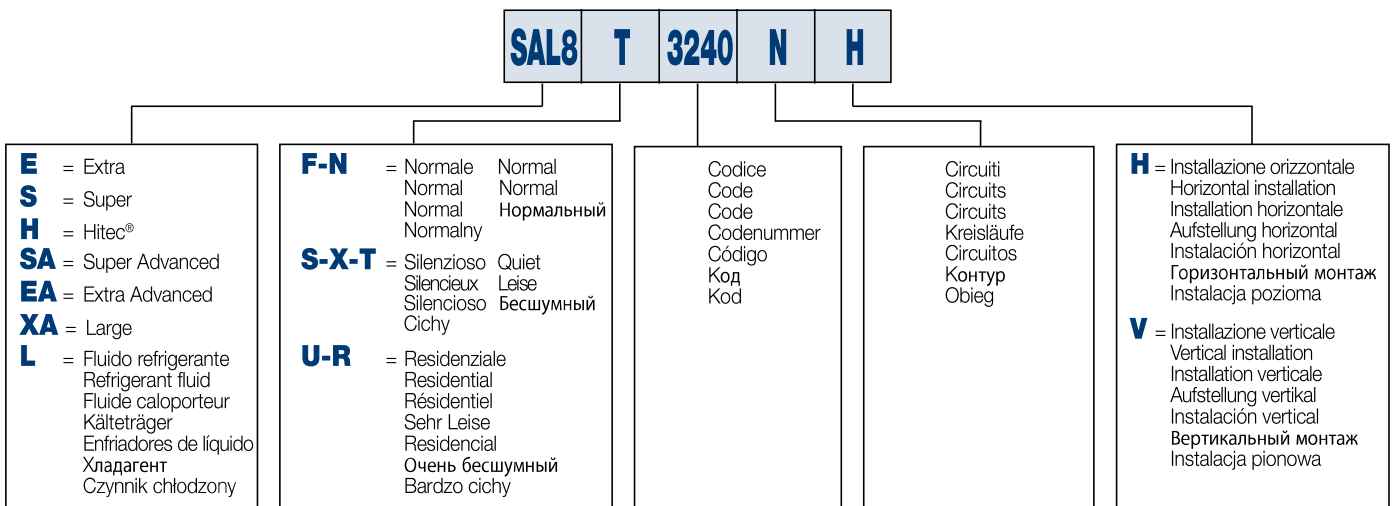 SAL8 T 3240 N H
E = Extra
S = Super
H = Hitec®
SA = Super Advanced
EA = Extra Advanced
XA = Large
L = Fluido refrigerante
Refrigerant fluid
Fluide caloporteur
Kälteträger
Enfriadores de líquido
Хладагент
Czynnik chłodzony
F-N = Normale Normal
Normal Normal
Normal Нормальный
Normalny
S-X-T = Silenzioso Quiet
Silencieux Leise
Silencioso Бесшумный
Cichy
U-R = Residenziale
Residential
Résidentiel
Sehr Leise
Residencial
Очень бесшумный
Bardzo cichy
Codice
Code
Code
Codenummer
Código
Код
Kod
Circuiti
Circuits
Circuits
Kreisläufe
Circuitos
Контур
Obieg
H = Installazione orizzontale
Horizontal installation
Installation horizontale
Aufstellung horizontal
Instalación horizontal
Горизонтальный монтаж
Instalacja pozioma
V = Installazione verticale
Vertical installation
Installation verticale
Aufstellung vertikal
Instalación vertical
Вертикальный монтаж
Instalacja pionowa